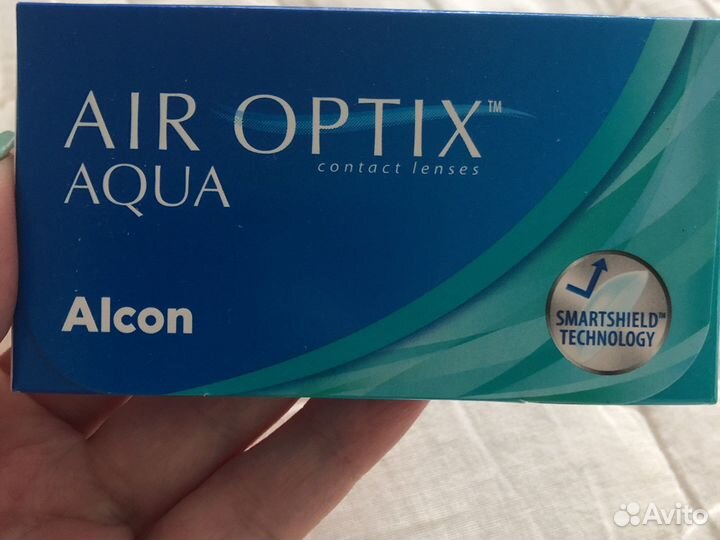 AIR OPTIX™
contact lenses
AQUA
Alcon
SMARTSHIELD™
TECHNOLOGY
Avito